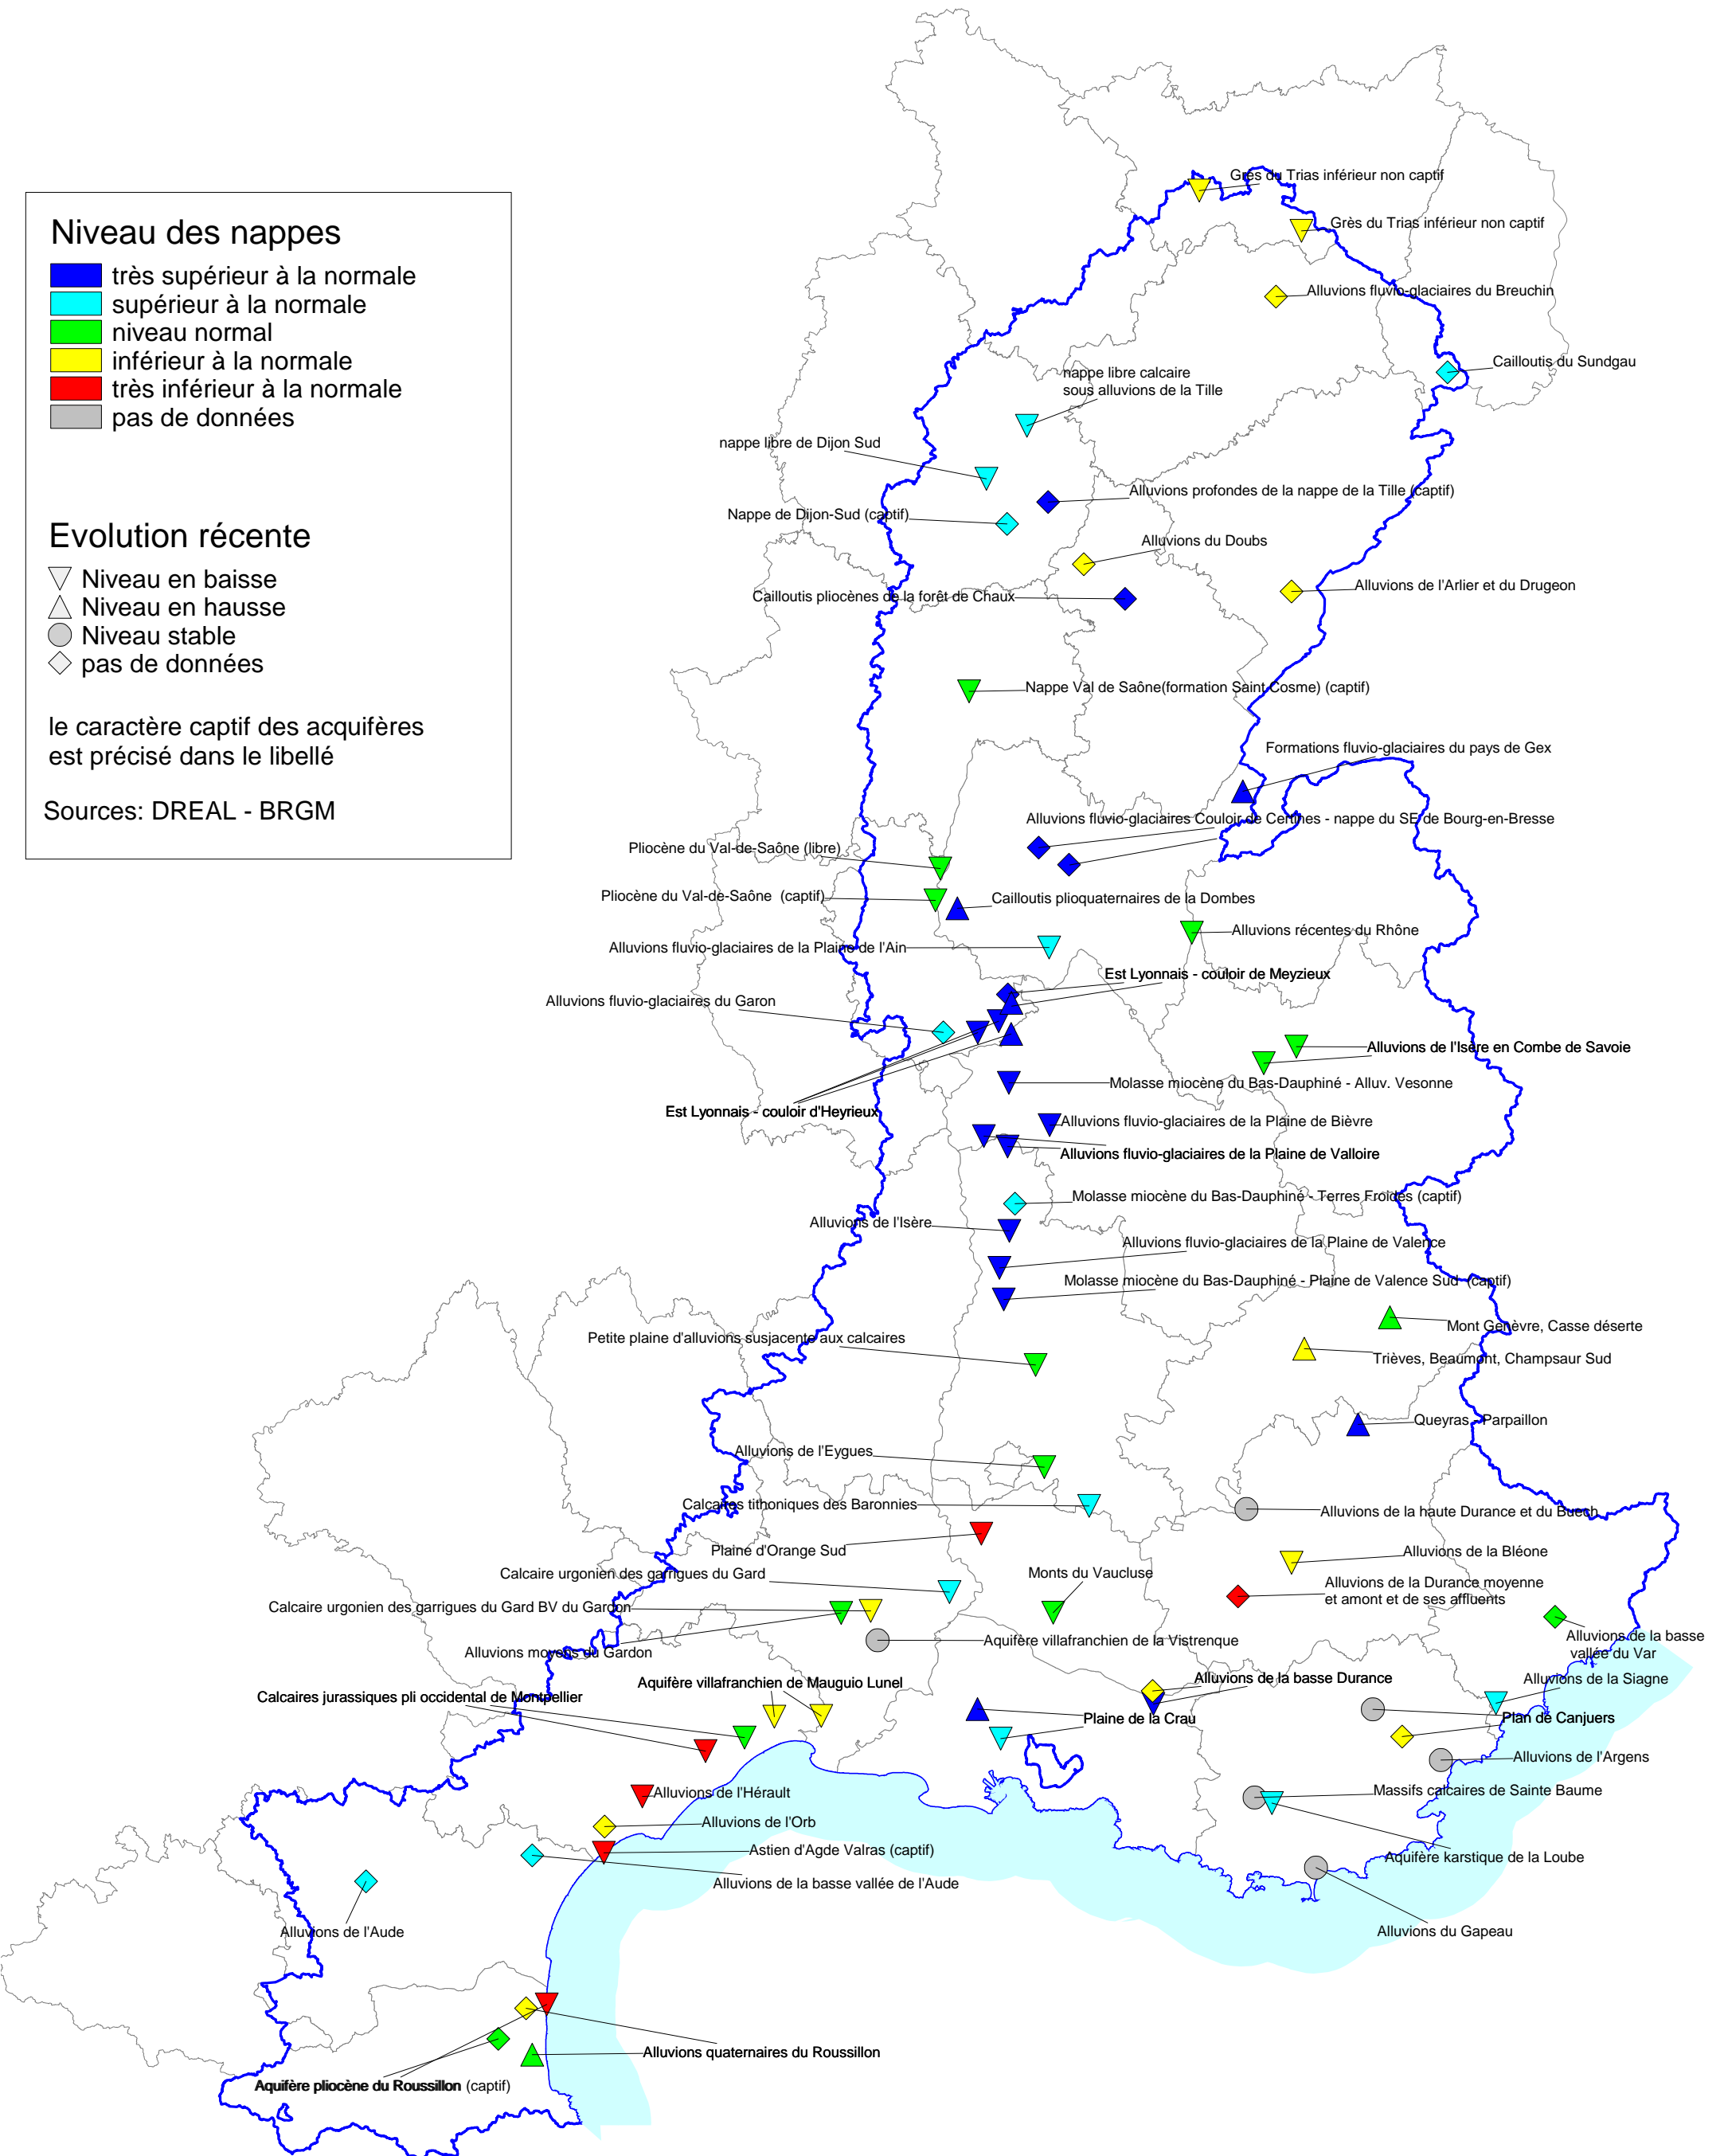 Niveau des nappes
très supérieur à la normale
supérieur à la normale
niveau normal
inférieur à la normale
très inférieur à la normale
pas de données
Evolution récente
Niveau en baisse
Niveau en hausse
Niveau stable
pas de données
le caractère captif des acquifères
est précisé dans le libellé
Sources: DREAL - BRGM
Grès du Trias inférieur non captif
Grès du Trias inférieur non captif
Alluvions fluvio-glaciaires du Breuchin
Cailloutis du Sundgau
nappe libre calcaire
sous alluvions de la Tille
nappe libre de Dijon Sud
Alluvions profondes de la nappe de la Tille (captif)
Nappe de Dijon-Sud (captif)
Alluvions du Doubs
Alluvions de l'Arlier et du Drugeon
Cailloutis pliocènes de la forêt de Chaux
Nappe Val de Saône(formation Saint-Cosme) (captif)
Formations fluvio-glaciaires du pays de Gex
Alluvions fluvio-glaciaires Couloir de Certines - nappe du SE de Bourg-en-Bresse
Pliocène du Val-de-Saône (libre)
Pliocène du Val-de-Saône (captif)
Cailloutis plioquaternaires de la Dombes
Alluvions récentes du Rhône
Alluvions fluvio-glaciaires de la Plaine de l'Ain
Est Lyonnais - couloir de Meyzieux
Alluvions fluvio-glaciaires du Garon
Alluvions de l'Isère en Combe de Savoie
Molasse miocène du Bas-Dauphiné - Alluv. Vesonne
Est Lyonnais - couloir d'Heyrieux
Alluvions fluvio-glaciaires de la Plaine de Bièvre
Alluvions fluvio-glaciaires de la Plaine de Valloire
Molasse miocène du Bas-Dauphiné - Terres Froides (captif)
Alluvions de l'Isère
Alluvions fluvio-glaciaires de la Plaine de Valence
Molasse miocène du Bas-Dauphiné - Plaine de Valence Sud (captif)
Mont Genèvre, Casse déserte
Petite plaine d'alluvions susjacente aux calcaires
Trièves, Beaumont, Champsaur Sud
Queyras - Parpaillon
Alluvions de l'Eygues
Calcaires tithoniques des Baronnies
Alluvions de la haute Durance et du Buech
Plaine d'Orange Sud
Alluvions de la Bléone
Calcaire urgonien des garrigues du Gard
Monts du Vaucluse
Alluvions de la Durance moyenne
et amont et de ses affluents
Calcaire urgonien des garrigues du Gard BV du Gardon
Alluvions de la basse
vallée du Var
Aquifère villafranchien de la Vistrenque
Alluvions moyens du Gardon
Alluvions de la basse Durance
Alluvions de la Siagne
Aquifère villafranchien de Mauguio Lunel
Calcaires jurassiques pli occidental de Montpellier
Plaine de la Crau
Plan de Canjuers
Alluvions de l'Argens
Alluvions de l'Hérault
Massifs calcaires de Sainte Baume
Alluvions de l'Orb
Astien d'Agde Valras (captif)
Aquifère karstique de la Loube
Alluvions de la basse vallée de l'Aude
Alluvions de l'Aude
Alluvions du Gapeau
Alluvions quaternaires du Roussillon
Aquifère pliocène du Roussillon (captif)